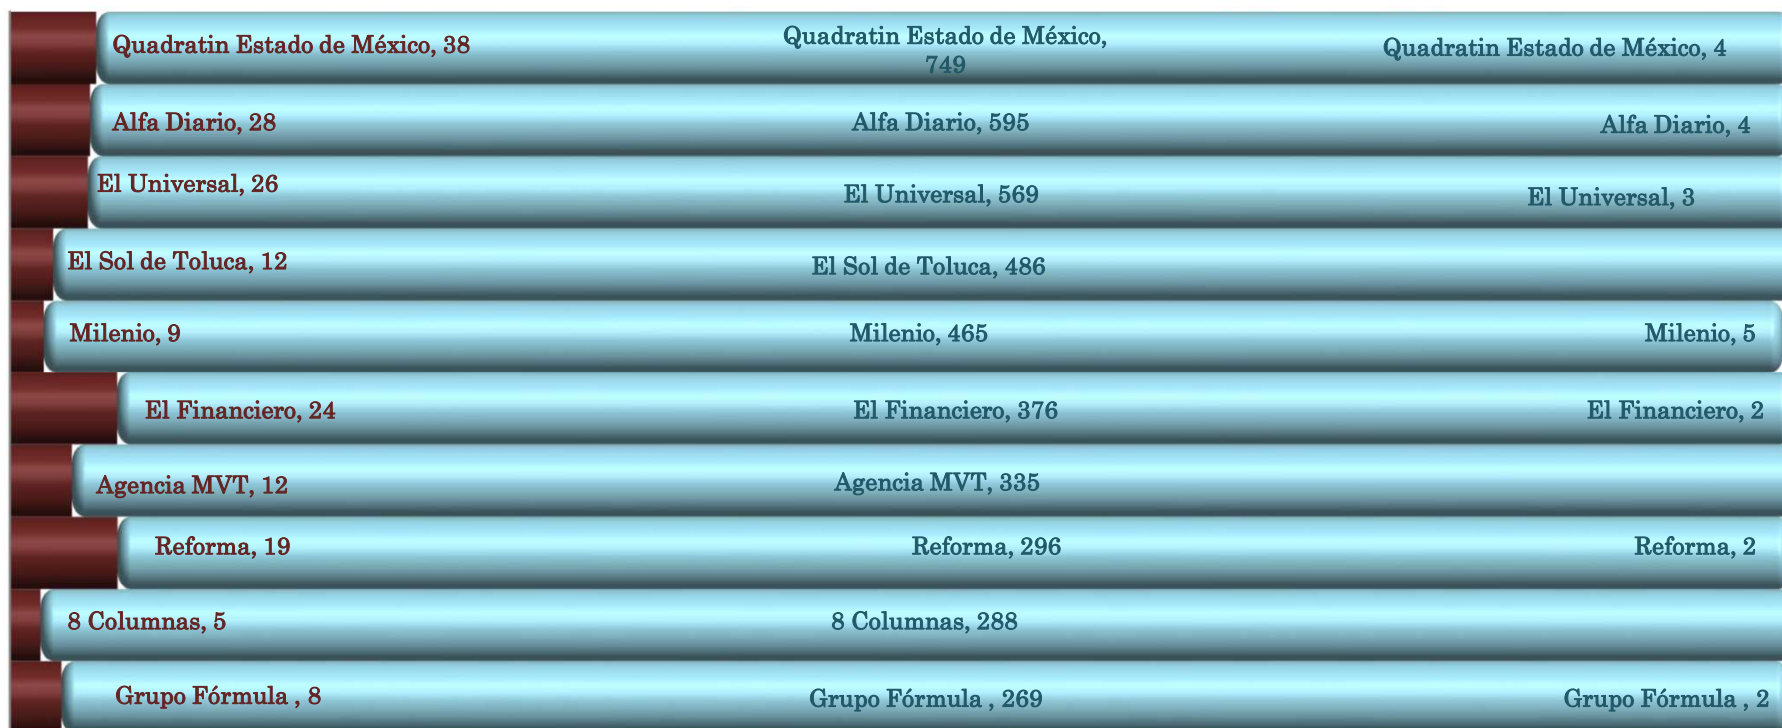 Quadratin Estado de México, 38
Quadratin Estado de México,
749
Quadratin Estado de México, 4
Alfa Diario, 28
Alfa Diario, 595
Alfa Diario, 4
El Universal, 26
El Universal, 569
El Universal, 3
El Sol de Toluca, 12
El Sol de Toluca, 486
Milenio, 9
Milenio, 465
Milenio, 5
El Financiero, 24
El Financiero, 376
El Financiero, 2
Agencia MVT, 12
Agencia MVT, 335
Reforma, 19
Reforma, 296
Reforma, 2
8 Columnas, 5
8 Columnas, 288
Grupo Fórmula , 8
Grupo Fórmula , 269
Grupo Fórmula , 2